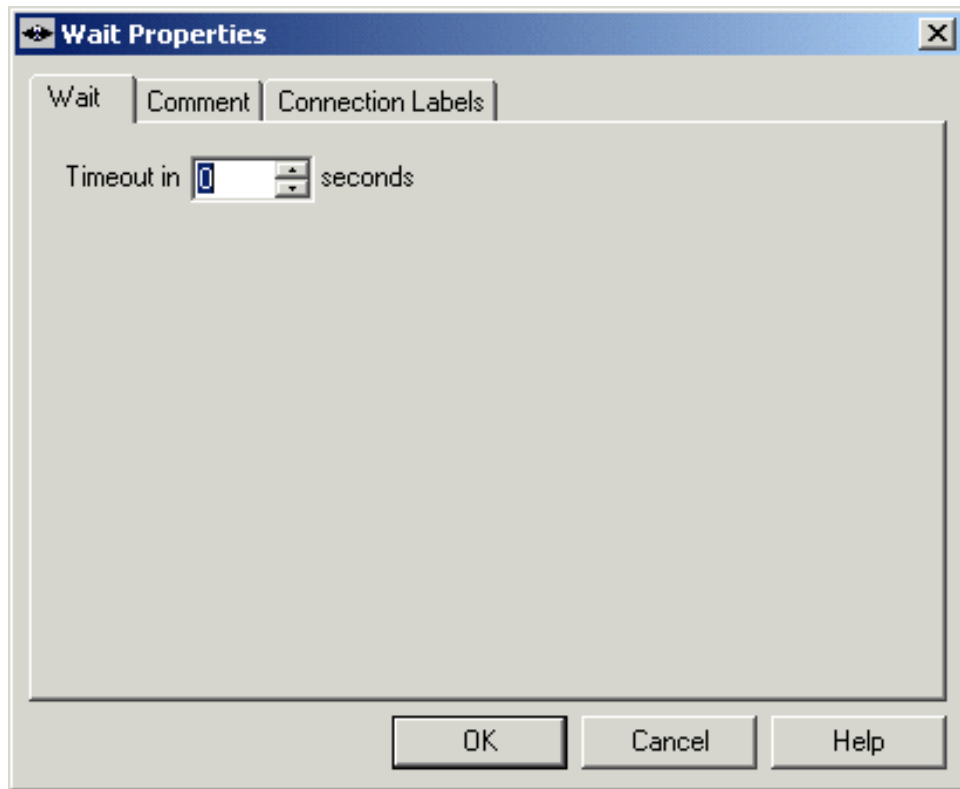 Wait Properties
Wait Comment Connection Labels
Timeout in 0 seconds
OK Cancel Help